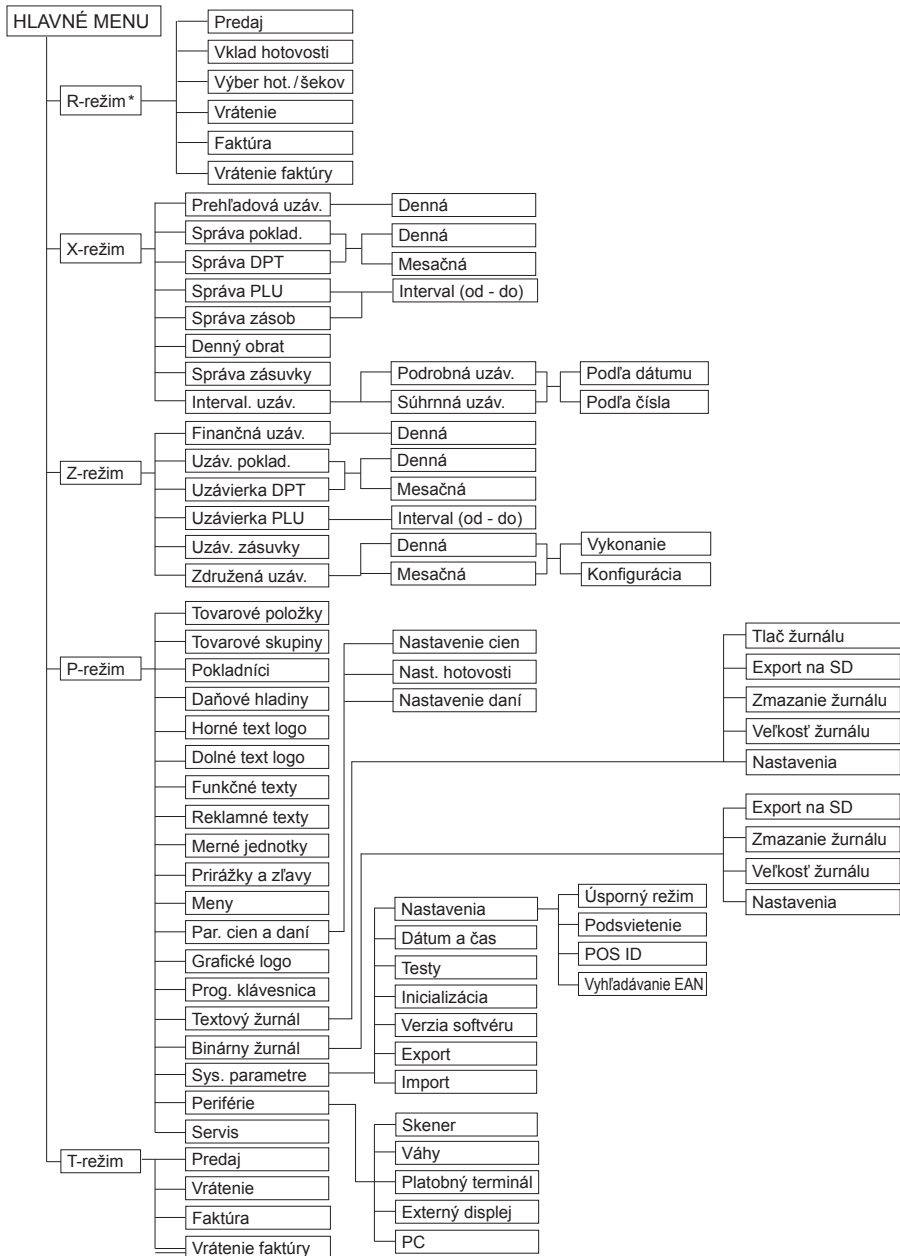 HLAVNÉ MENU
R-režim *
Predaj
Vklad hotovosti
Výber hot. / šekov
Vrátenie
Faktúra
Vrátenie faktúry
X-režim
Prehľadová uzáv.
Denná
Správa poklad.
Správa DPT
Denná
Mesačná
Správa PLU
Správa zásob
Interval (od - do)
Denný obrat
Správa zásuvky
Interval. uzáv.
Podrobná uzáv.
Súhrnná uzáv.
Podľa dátumu
Podľa čísla
Z-režim
Finančná uzáv.
Denná
Uzáv. poklad.
Uzávierka DPT
Denná
Mesačná
Uzávierka PLU
Interval (od - do)
Uzáv. zásuvky
Združená uzáv.
Denná
Mesačná
Vykonanie
Konfigurácia
P-režim
Tovarové položky
Tovarové skupiny
Pokladníci
Daňové hladiny
Horné text logo
Dolné text logo
Funkčné texty
Reklamné texty
Merné jednotky
Prirážky a zľavy
Meny
Par. cien a daní
Nastavenie cien
Nast. hotovosti
Nastavenie daní
Grafické logo
Prog. klávesnica
Textový žurnál
Tlač žurnálu
Export na SD
Zmazanie žurnálu
Veľkosť žurnálu
Nastavenia
Binárny žurnál
Export na SD
Zmazanie žurnálu
Veľkosť žurnálu
Nastavenia
Sys. parametre
Nastavenia
Úsporný režim
Podsvietenie
POS ID
Vyhľadávanie EAN
Dátum a čas
Testy
Inicializácia
Verzia softvéru
Export
Import
Periférie
Skener
Váhy
Platobný terminál
Externý displej
PC
Servis
T-režim
Predaj
Vrátenie
Faktúra
Vrátenie faktúry